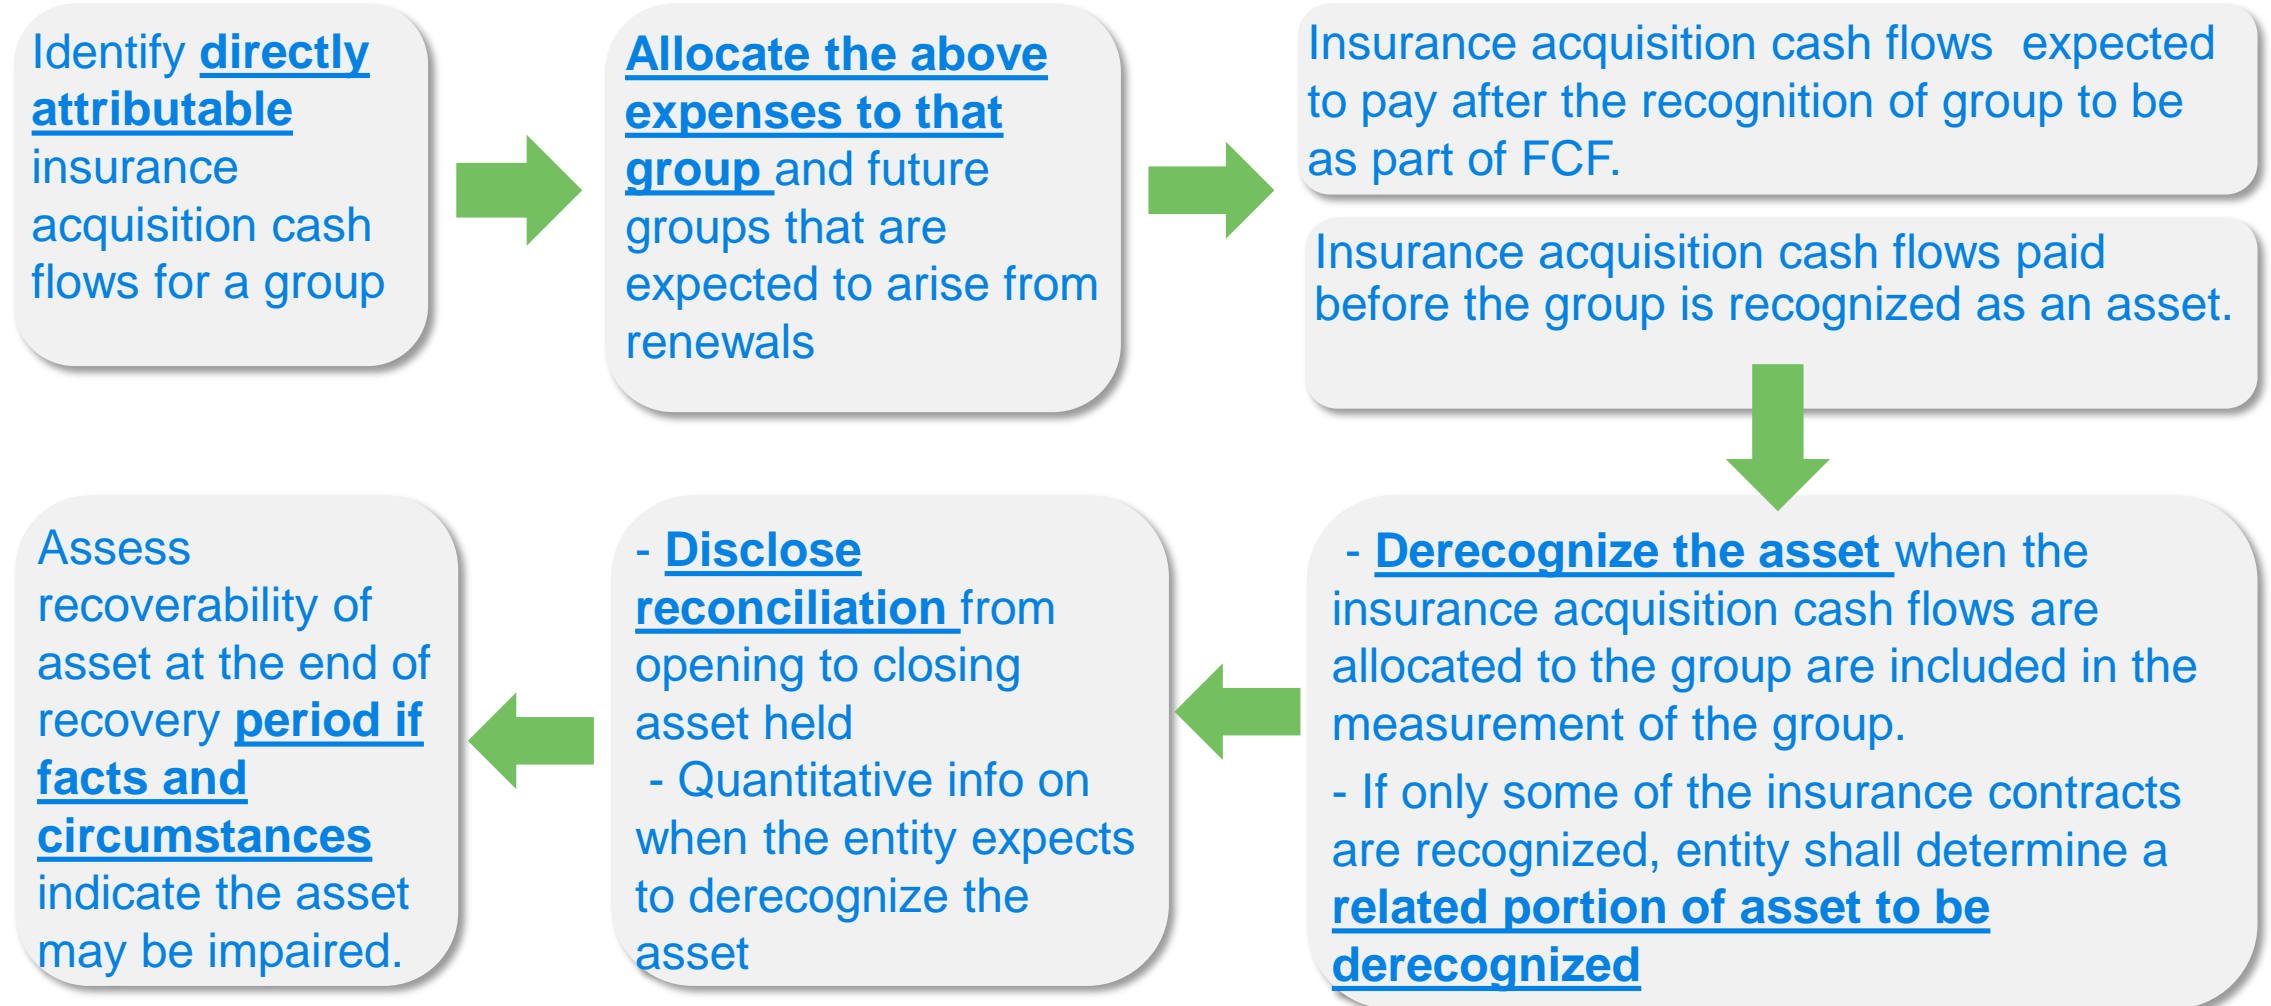 Identify directly
attributable
insurance
acquisition cash
flows for a group
Allocate the above
expenses to that
group and future
groups that are
expected to arise from
renewals
Insurance acquisition cash flows  expected
to pay after the recognition of group to be
as part of FCF.
Insurance acquisition cash flows paid
before the group is recognized as an asset.
- Derecognize the asset when the
insurance acquisition cash flows are
allocated to the group are included in the
measurement of the group.
- If only some of the insurance contracts
are recognized, entity shall determine a
related portion of asset to be
derecognized
- Disclose
reconciliation from
opening to closing
asset held
- Quantitative info on
when the entity expects
to derecognize the
asset
Assess
recoverability of
asset at the end of
recovery period if
facts and
circumstances
indicate the asset
may be impaired.